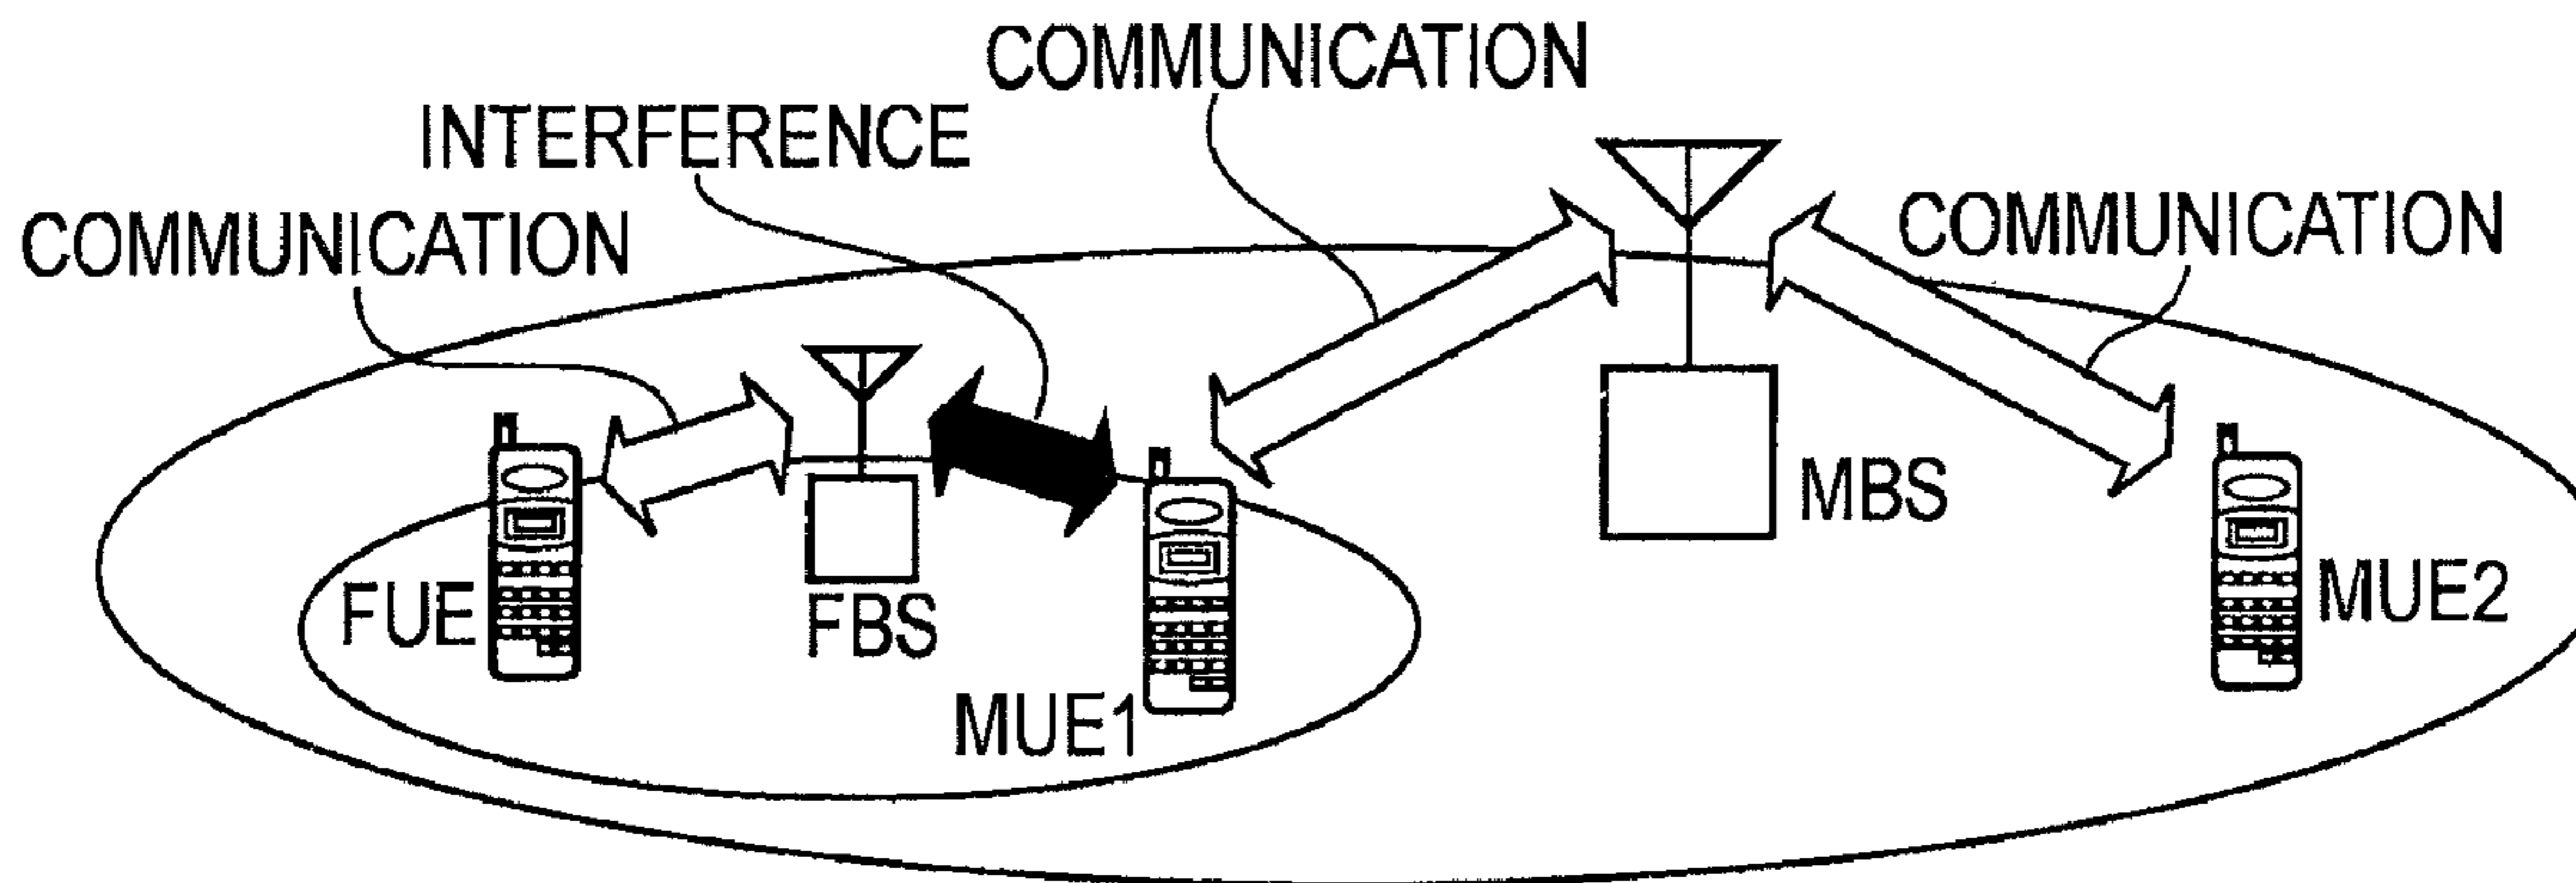 COMMUNICATION
INTERFERENCE
COMMUNICATION
COMMUNICATION
FUE
FBS
MUE1
MBS
MUE2